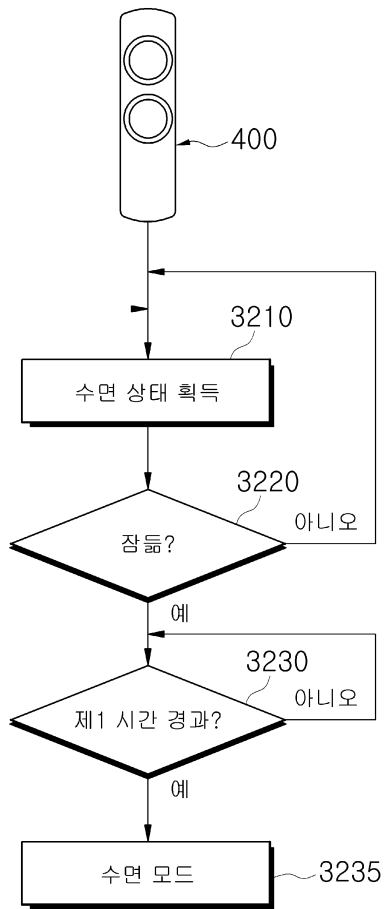 400
3210
수면 상태 획득
3220
잠듦?
아니오
예
3230
제1 시간 경과?
아니오
예
수면 모드
3235